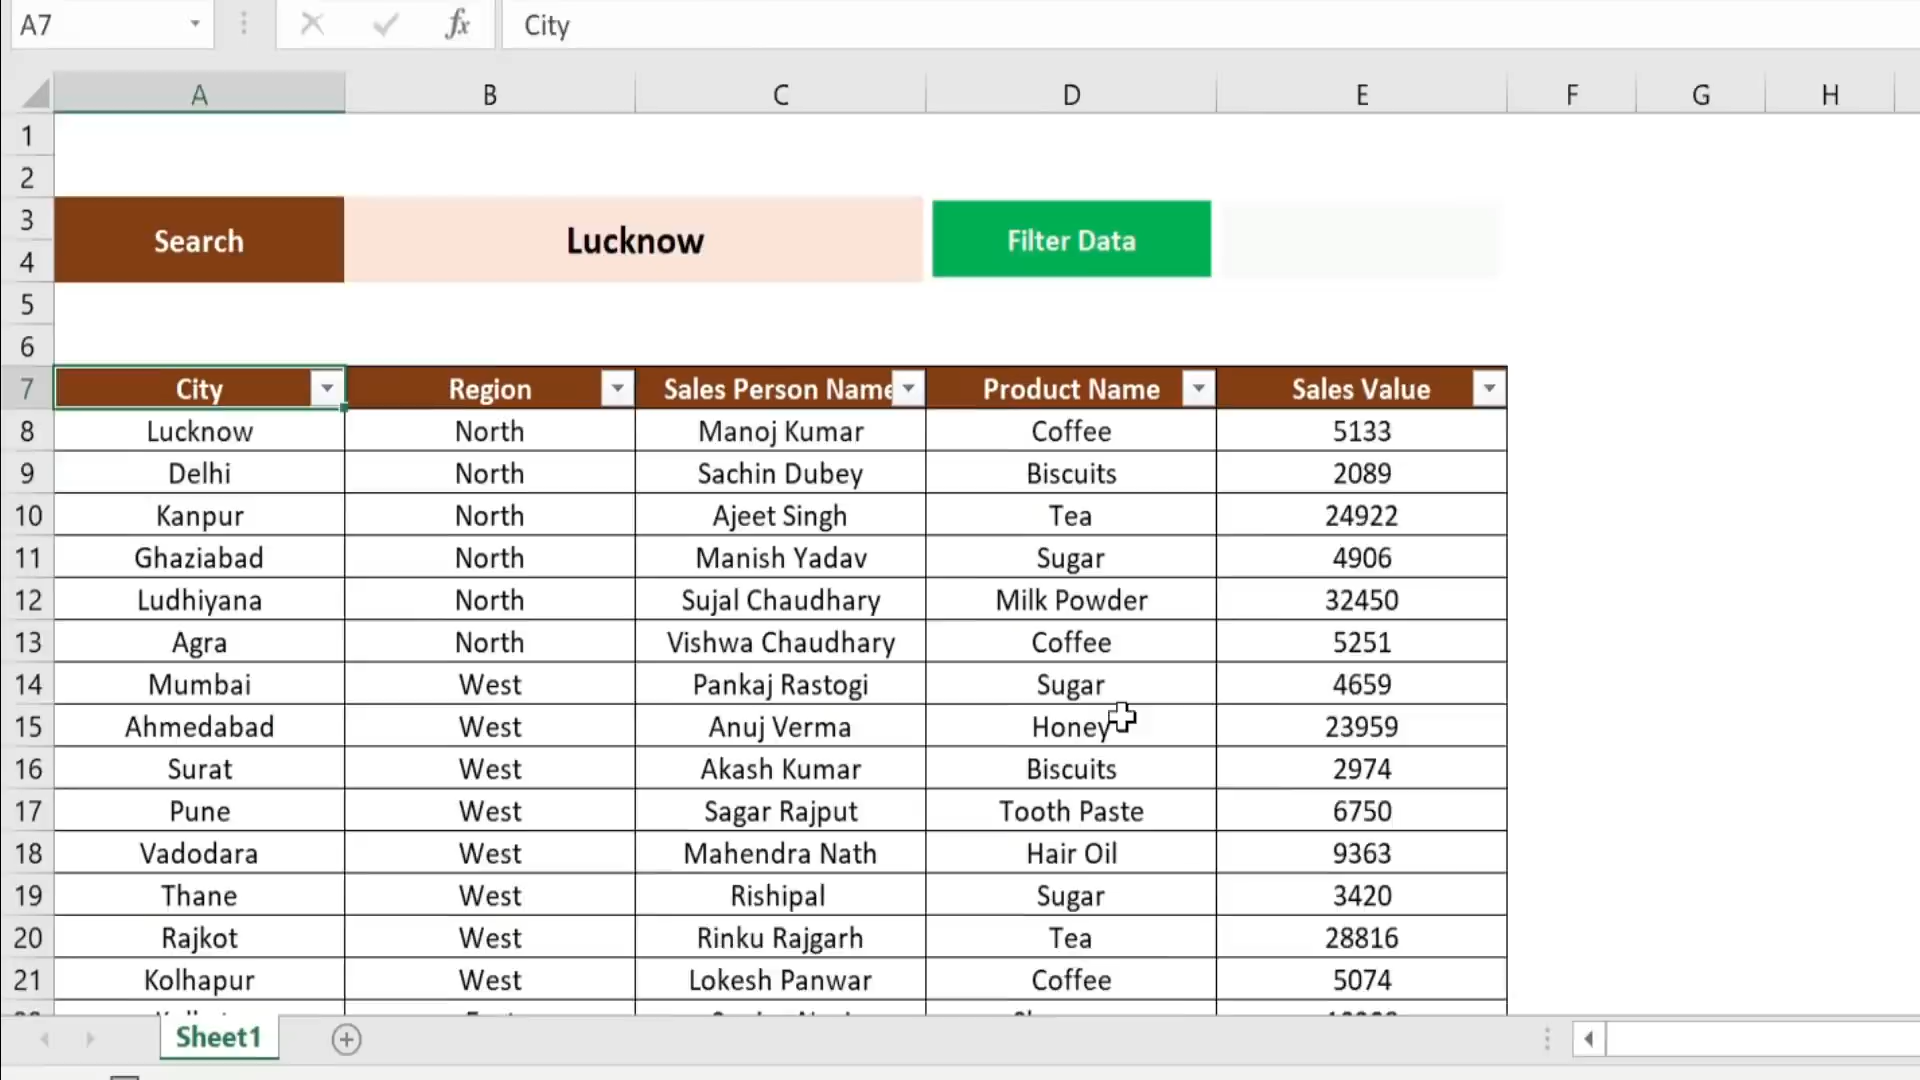 A7 fx City
A B C D E F G H
1
2
3
Search Lucknow Filter Data
4
5
6
7 City Region Sales Person Name Product Name Sales Value
8 Lucknow North Manoj Kumar Coffee 5133
9 Delhi North Sachin Dubey Biscuits 2089
10 Kanpur North Ajeet Singh Tea 24922
11 Ghaziabad North Manish Yadav Sugar 4906
12 Ludhiyana North Sujal Chaudhary Milk Powder 32450
13 Agra North Vishwa Chaudhary Coffee 5251
14 Mumbai West Pankaj Rastogi Sugar 4659
15 Ahmedabad West Anuj Verma Honey 23959
16 Surat West Akash Kumar Biscuits 2974
17 Pune West Sagar Rajput Tooth Paste 6750
18 Vadodara West Mahendra Nath Hair Oil 9363
19 Thane West Rishipal Sugar 3420
20 Rajkot West Rinku Rajgarh Tea 28816
21 Kolhapur West Lokesh Panwar Coffee 5074
Sheet1